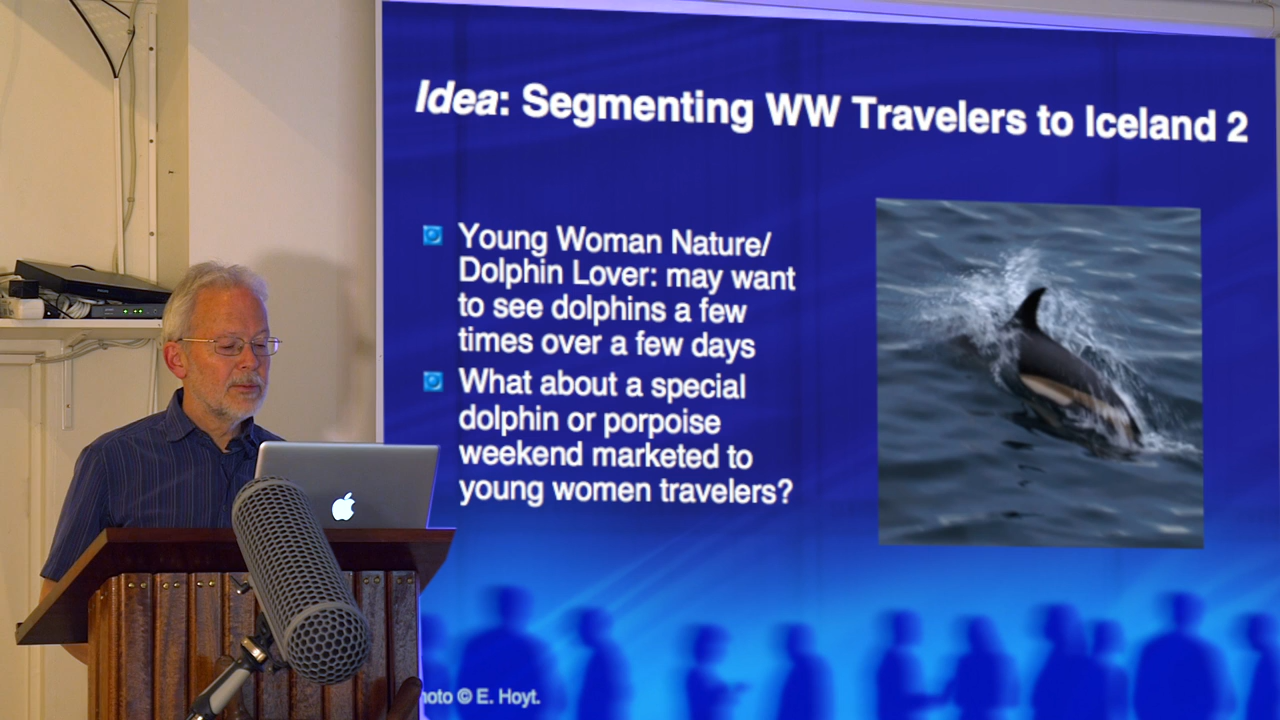 Idea: Segmenting WW Travelers to Iceland 2
Young Woman Nature/
Dolphin Lover: may want
to see dolphins a few
times over a few days
What about a special
dolphin or porpoise
weekend marketed to
young women travelers?
© E. Hoyt.